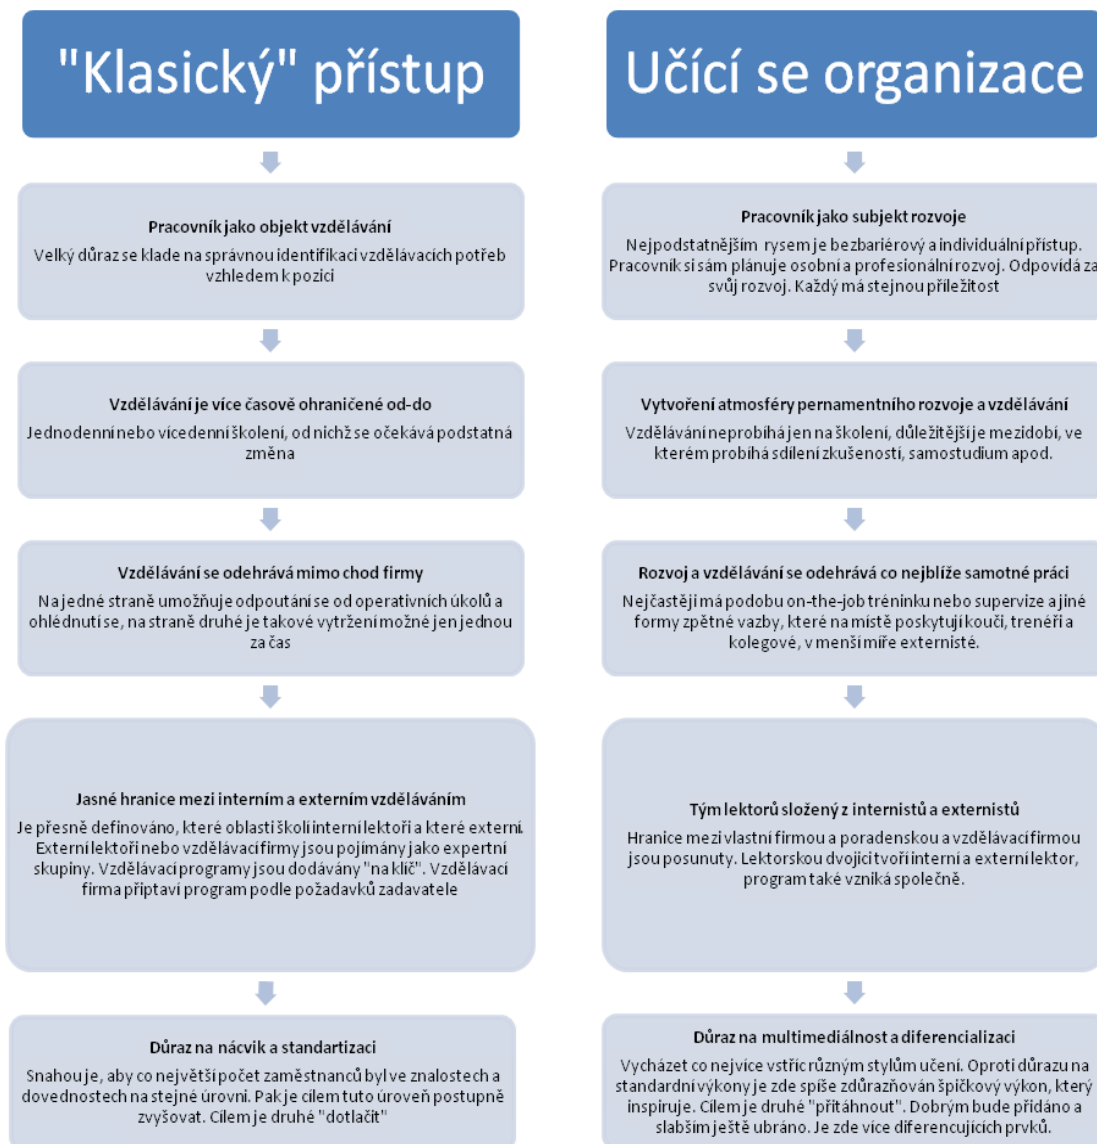 "Klasický" přístup
Pracovník jako objekt vzdělávání
Velký důraz se klade na správnou identifikaci vzdělávacích potřeb
vzhledem k pozici
Vzdělávání je více časově ohraničené od-do
Jednodenní nebo vícedenní školení, od nichž se očekává podstatná
změna
Vzdělávání se odehrává mimo chod firmy
Na jedné straně umožňuje odpoutání se od operativních úkolů a
ohlédnutí se, na straně druhé je takové vytržení možné jen jednou
za čas
Jasné hranice mezi interním a externím vzděláváním
Je přesně definováno, které oblasti školí interní lektoři a které externí.
Externí lektoři nebo vzdělávací firmy jsou pojímány jako expertní
skupiny. Vzdělávací programy jsou dodávány "na klíč". Vzdělávací
firma připtaví program podle požadavků zadavatele
Důraz na nácvik a standartizaci
Snahou je, aby co největší počet zaměstnanců byl ve znalostech a
dovednostech na stejné úrovni. Pak je cílem tuto úroveň postupně
zvyšovat. Cílem je druhé "dotlačit"
Učící se organizace
Pracovník jako subjekt rozvoje
Nejpodstatnějším rysem je bezbariérový a individuální přístup.
Pracovník si sám plánuje osobní a profesionální rozvoj. Odpovídá za
svůj rozvoj. Každý má stejnou příležitost
Vytvoření atmosféry pernamentního rozvoje a vzdělávání
Vzdělávání neprobíhá jen na školení, důležitější je mezidobí, ve
kterém probíhá sdílení zkušeností, samostudium apod.
Rozvoj a vzdělávání se odehrává co nejblíže samotné práci
Nejčastěji má podobu on-the-job tréninku nebo supervize a jiné
formy zpětné vazby, které na místě poskytují kouči, trenéři a
kolegové, v menší míře externisté.
Tým lektorů složený z internistů a externistů
Hranice mezi vlastní firmou a poradenskou a vzdělávací firmou
jsou posunuty. Lektorskou dvojici tvoří interní a externí lektor,
program také vzniká společně.
Důraz na multimediálnost a diferencializaci
Vycházet co nejvíce vstříc různým stylům učení. Oproti důrazu na
standardní výkony je zde spíše zdůrazňován špičkový výkon, který
inspiruje. Cílem je druhé "přitáhnout". Dobrým bude přidáno a
slabším ještě ubráno. Je zde více diferencujících prvků.